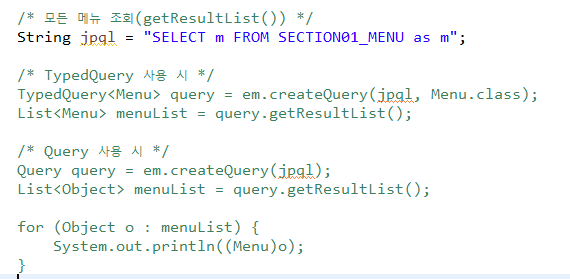 /* 모든 메뉴 조회(getResultList()) */
String jpql = "SELECT m FROM SECTION01_MENU as m";
/* TypedQuery 사용 시 */
TypedQuery<Menu> query = em.createQuery(jpql, Menu.class);
List<Menu> menuList = query.getResultList();
/* Query 사용 시 */
Query query = em.createQuery(jpql);
List<Object> menuList = query.getResultList();
for (Object o : menuList) {
System.out.println((Menu)o);
}